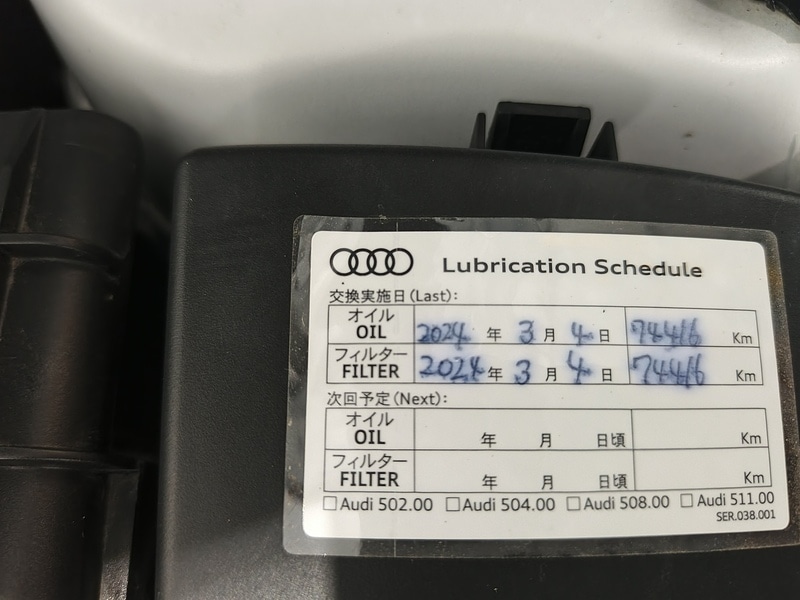 Lubrication Schedule
交換実施日(Last):
オイル
OIL 2024 年 3 月 4 日 74416 Km
フィルター
FILTER 2024 年 3 月 4 日 74416 Km
次回予定(Next):
オイル
OIL 年 月 日頃 Km
フィルター
FILTER 年 月 日頃 Km
□Audi 502.00 □Audi 504.00 □Audi 508.00 □Audi 511.00
SER.038.001